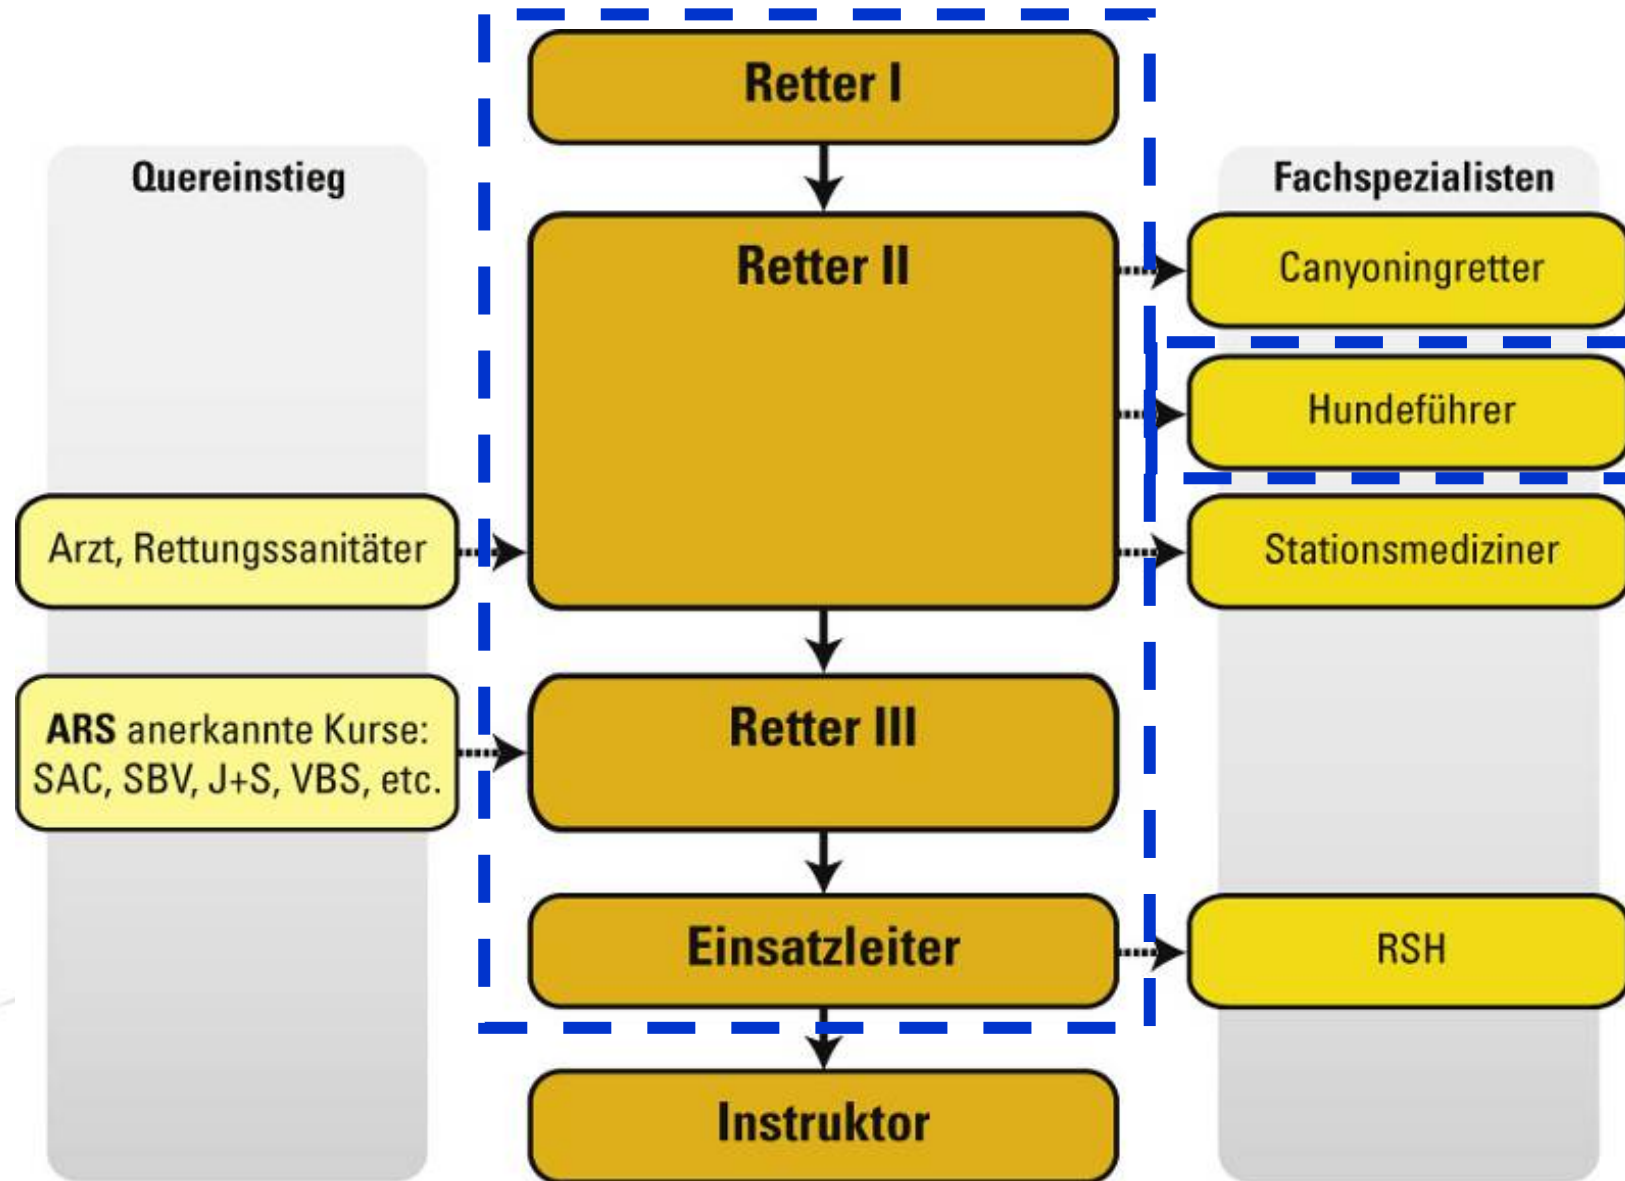 Retter I
Quereinstieg
Fachspezialisten
Retter II
Canyoningretter
Hundeführer
Arzt, Rettungssanitäter
Stationsmediziner
ARS anerkannte Kurse:
SAC, SBV, J+S, VBS, etc.
Retter III
Einsatzleiter
RSH
Instruktor